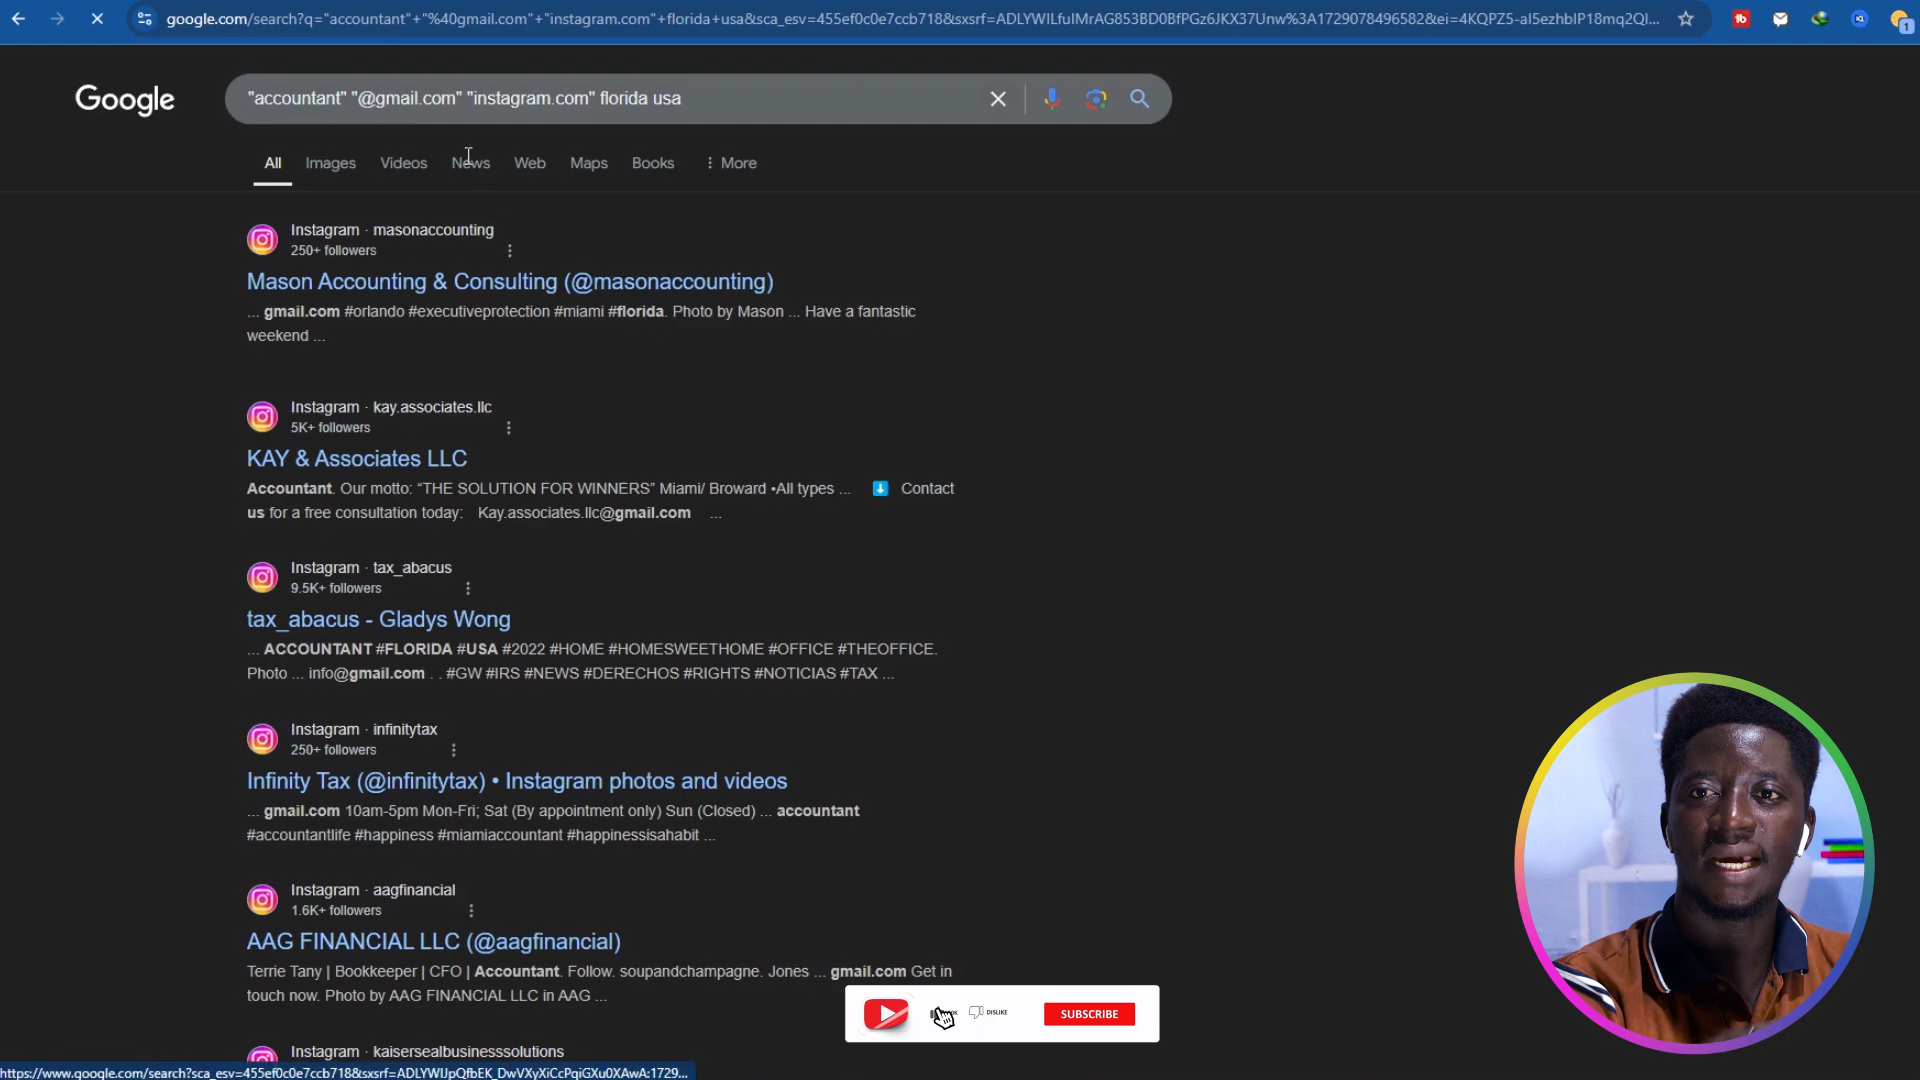 google.com/search?q="accountant"+"%40gmail.com"+"instagram.com"+florida+usa&sca_esv=455ef0c0e7ccb718&sxsrf=ADLYWILfulMrAG853BD0BfPGz6JKX37Unw%3A1729078496582&ei=4KQPZ5-aI5ezhbIP18mq2QI...
1
Google
"accountant" "@gmail.com" "instagram.com" florida usa
All Images Videos News Web Maps Books More
Instagram · masonaccounting
250+ followers
Mason Accounting & Consulting (@masonaccounting)
... gmail.com #orlando #executiveprotection #miami #florida. Photo by Mason ... Have a fantastic
weekend ...
Instagram · kay.associates.llc
5K+ followers
KAY & Associates LLC
Accountant. Our motto: “THE SOLUTION FOR WINNERS” Miami/ Broward •All types ... Contact
us for a free consultation today: Kay.associates.llc@gmail.com ...
Instagram · tax_abacus
9.5K+ followers
tax_abacus - Gladys Wong
... ACCOUNTANT #FLORIDA #USA #2022 #HOME #HOMESWEETHOME #OFFICE #THEOFFICE.
Photo ... info@gmail.com . . #GW #IRS #NEWS #DERECHOS #RIGHTS #NOTICIAS #TAX ...
Instagram · infinitytax
250+ followers
Infinity Tax (@infinitytax) • Instagram photos and videos
... gmail.com 10am-5pm Mon-Fri; Sat (By appointment only) Sun (Closed) ... accountant
#accountantlife #happiness #miamiaccountant #happinessisahabit ...
Instagram · aagfinancial
1.6K+ followers
AAG FINANCIAL LLC (@aagfinancial)
Terrie Tany | Bookkeeper | CFO | Accountant. Follow. soupandchampagne. Jones ... gmail.com Get in
touch now. Photo by AAG FINANCIAL LLC in AAG ...
DISLIKE
SUBSCRIBE
Instagram · kaisersealbusinesssolutions
https://www.google.com/search?sca_esv=455ef0c0e7ccb718&sxsrf=ADLYWIJpQfbEK_DwVXyXiCcPqiGXu0XAwA:1729...